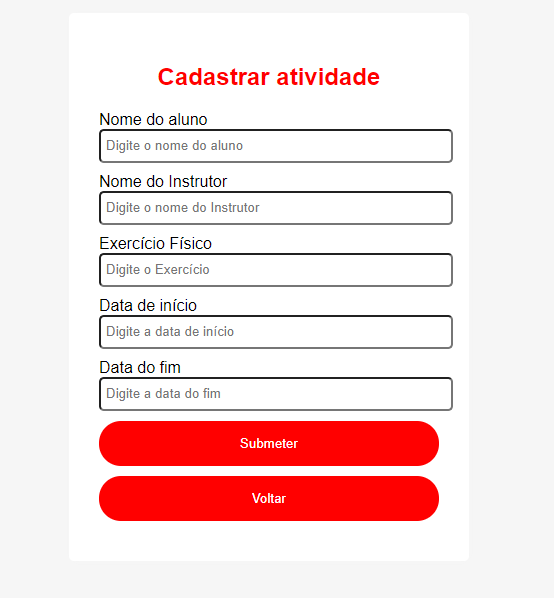 Cadastrar atividade
Nome do aluno
Digite o nome do aluno
Nome do Instrutor
Digite o nome do Instrutor
Exercício Físico
Digite o Exercício
Data de início
Digite a data de início
Data do fim
Digite a data do fim
Submeter
Voltar